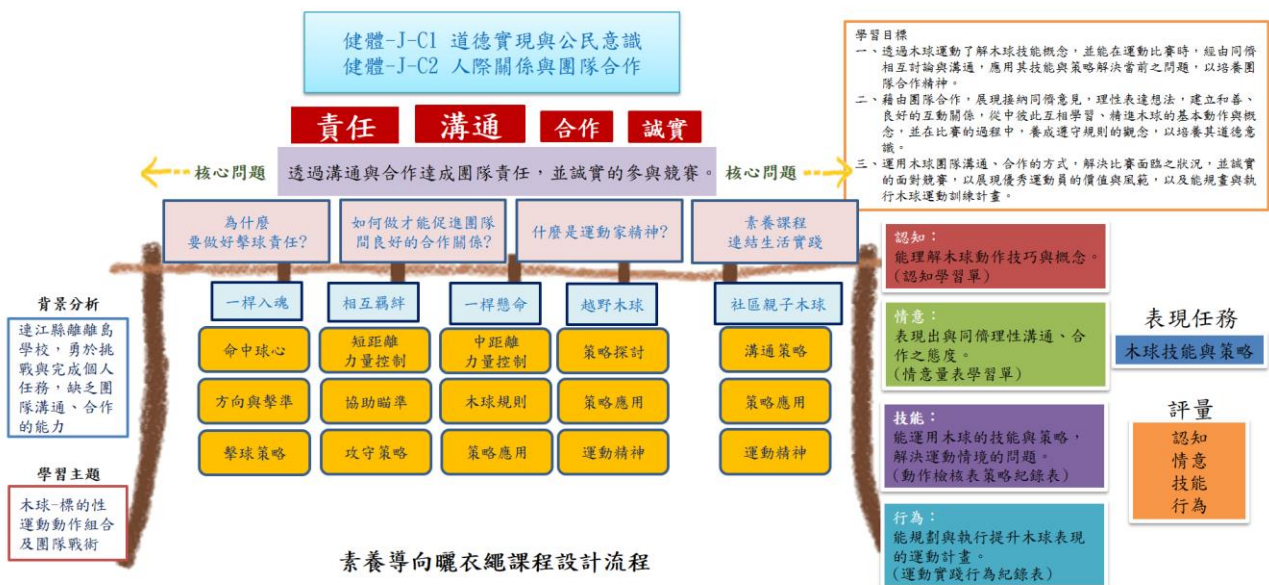 健體-J-C1 道德實現與公民意識
健體-J-C2 人際關係與團隊合作
責任
溝通
合作
誠實
核心問題
透過溝通與合作達成團隊責任，並誠實的參與競賽。
核心問題
學習目標
一、透過木球運動了解木球技能概念，並能在運動比賽時，經由同儕
相互討論與溝通，應用其技能與策略解決當前之問題，以培養團
隊合作精神。
二、藉由團隊合作，展現接納同儕意見，理性表達想法，建立和善、
良好的互動關係，從中彼此互相學習、精進木球的基本動作與概
念，並在比賽的過程中，養成遵守規則的觀念，以培養其道德意
識。
三、運用木球團隊溝通、合作的方式，解決比賽面臨之狀況，並誠實
的面對競賽，以展現優秀運動員的價值與風範，以及能規畫與執
行木球運動訓練計畫。
為什麼
要做好擊球責任？
如何做才能促進團隊
間良好的合作關係？
什麼是運動家精神？
素養課程
連結生活實踐
背景分析
連江縣離離島
學校，勇於挑
戰與完成個人
任務，缺乏團
隊溝通、合作
的能力
學習主題
木球-標的性
運動動作組合
及團隊戰術
一桿入魂
命中球心
方向與擊準
擊球策略
相互羈絆
短距離
力量控制
協助瞄準
攻守策略
一桿懸命
中距離
力量控制
木球規則
策略應用
越野木球
策略探討
策略應用
運動精神
社區親子木球
溝通策略
策略應用
運動精神
認知：
能理解木球動作技巧與概念。
(認知學習單)
情意：
表現出與同儕理性溝通、合
作之態度。
(情意量表學習單)
技能：
能運用木球的技能與策略，
解決運動情境的問題。
(動作檢核表策略紀錄表)
行為：
能規劃與執行提升木球表現
的運動計畫。
(運動實踐行為紀錄表)
表現任務
木球技能與策略
評量
認知
情意
技能
行為
素養導向曬衣繩課程設計流程